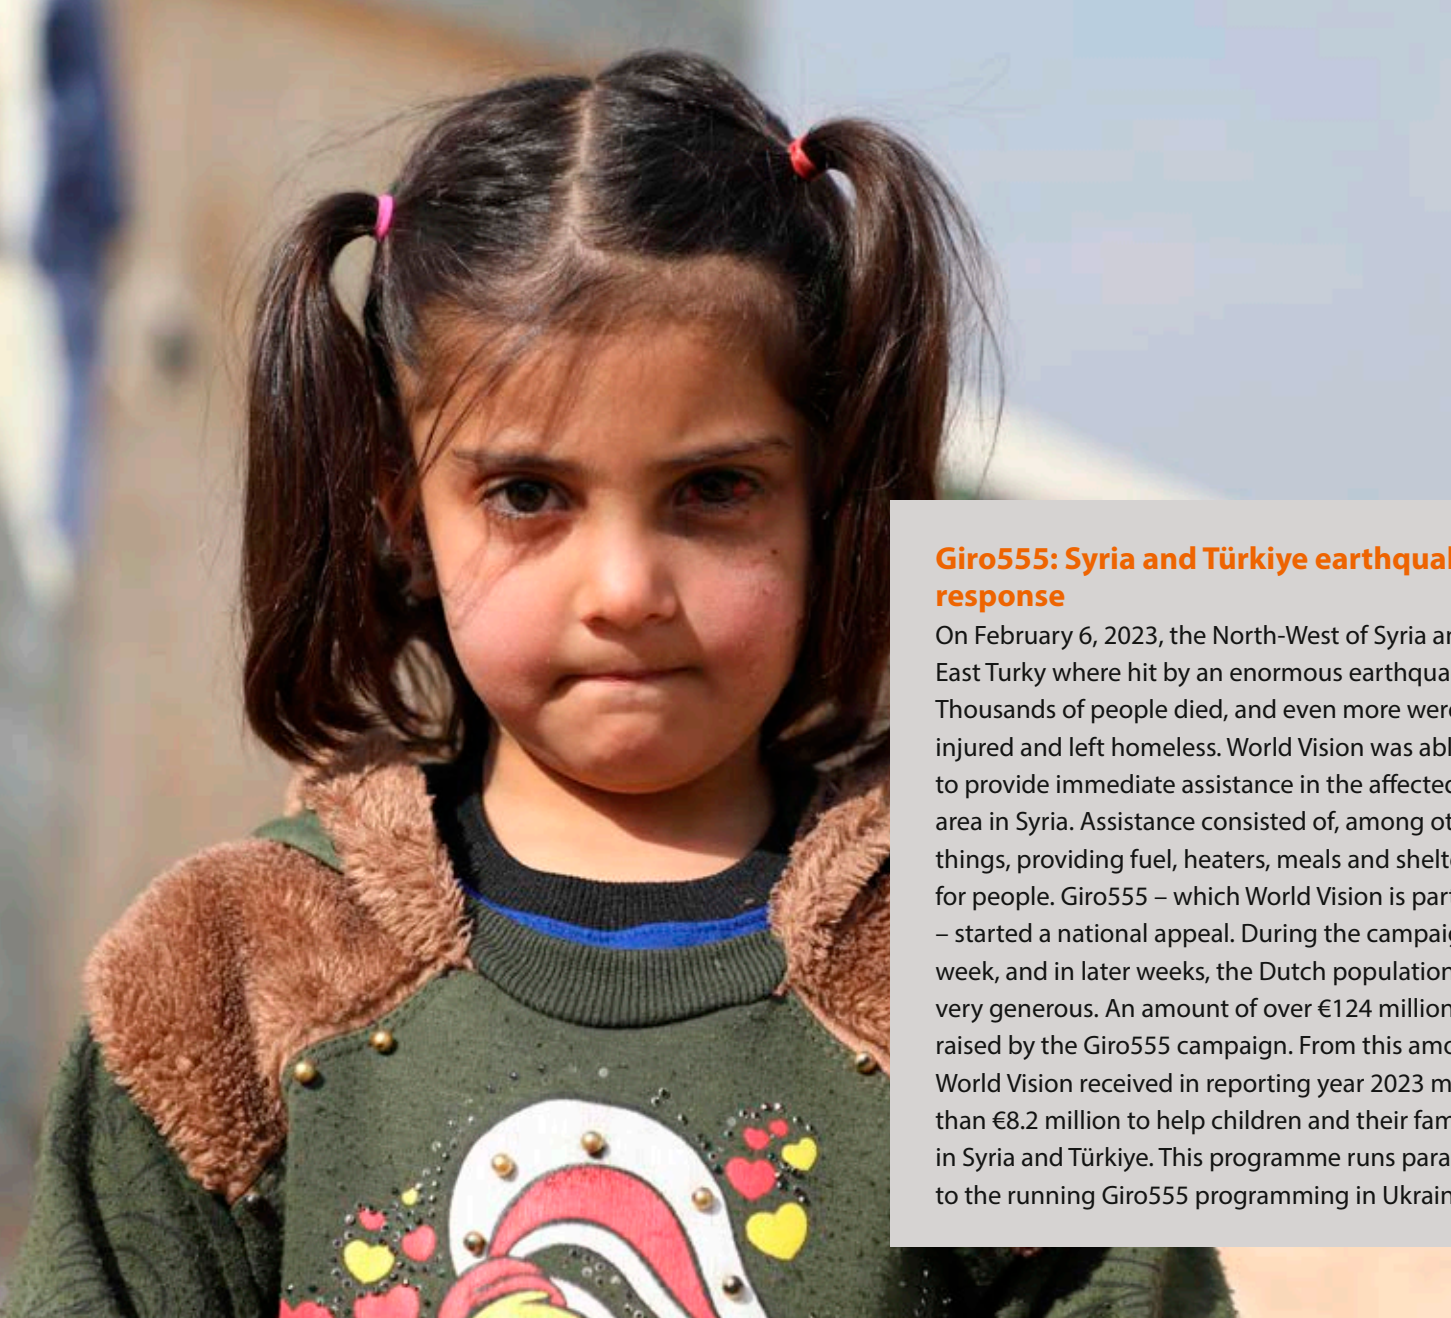 Giro555: Syria and Türkiye earthqua
response
On February 6, 2023, the North-West of Syria
East Turky where hit by an enormous earthqua
Thousands of people died, and even more were
injured and left homeless. World Vision was abl
to provide immediate assistance in the affected
area in Syria. Assistance consisted of, among ot
things, providing fuel, heaters, meals and shelt
for people. Giro555 – which World Vision is par
– started a national appeal. During the campai
week, and in later weeks, the Dutch population
very generous. An amount of over €124 million
raised by the Giro555 campaign. From this amo
World Vision received in reporting year 2023 m
than €8.2 million to help children and their fam
in Syria and Türkiye. This programme runs para
to the running Giro555 programming in Ukrain